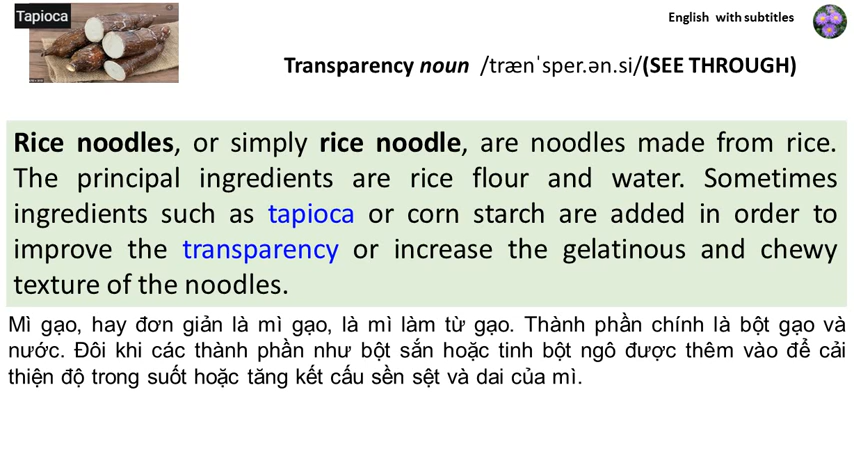 Tapioca
English with subtitles
Transparency noun /trænˈsper.ən.si/(SEE THROUGH)
Rice noodles, or simply rice noodle, are noodles made from rice.
The principal ingredients are rice flour and water. Sometimes
ingredients such as tapioca or corn starch are added in order to
improve the transparency or increase the gelatinous and chewy
texture of the noodles.
Mì gạo, hay đơn giản là mì gạo, là mì làm từ gạo. Thành phần chính là bột gạo và
nước. Đôi khi các thành phần như bột sắn hoặc tinh bột ngô được thêm vào để cải
thiện độ trong suốt hoặc tăng kết cấu sền sệt và dai của mì.